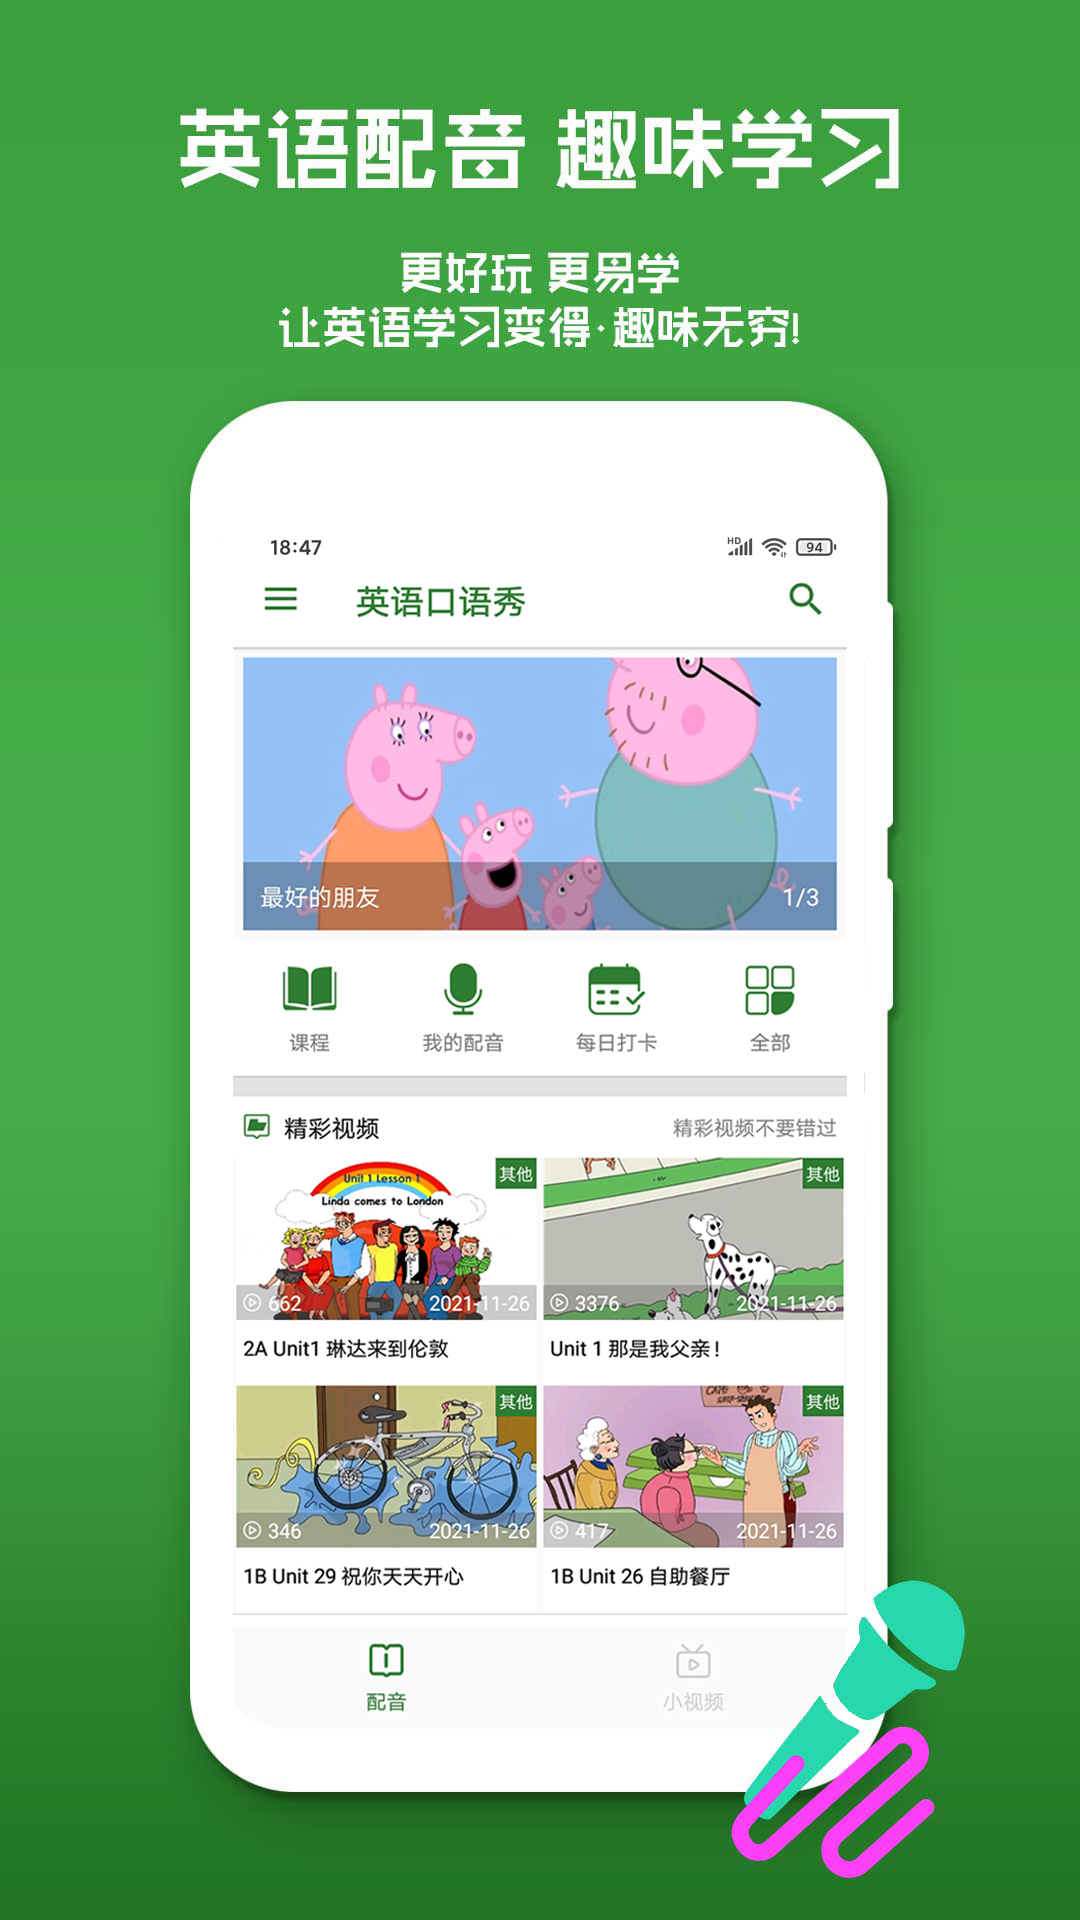 英语配音 趣味学习
更好玩 更易学
让英语学习变得·趣味无穷!
18:47
HD
94
英语口语秀
最好的朋友
1/3
课程
我的配音
每日打卡
全部
精彩视频
精彩视频不要错过
Unit 1 Lesson 1
Linda comes to London
其他
662
2021-11-26
其他
3376
2021-11-26
2A Unit1 琳达来到伦敦
Unit 1 那是我父亲!
其他
346
2021-11-26
其他
417
2021-11-26
1B Unit 29 祝你天天开心
1B Unit 26 自助餐厅
配音
小视频